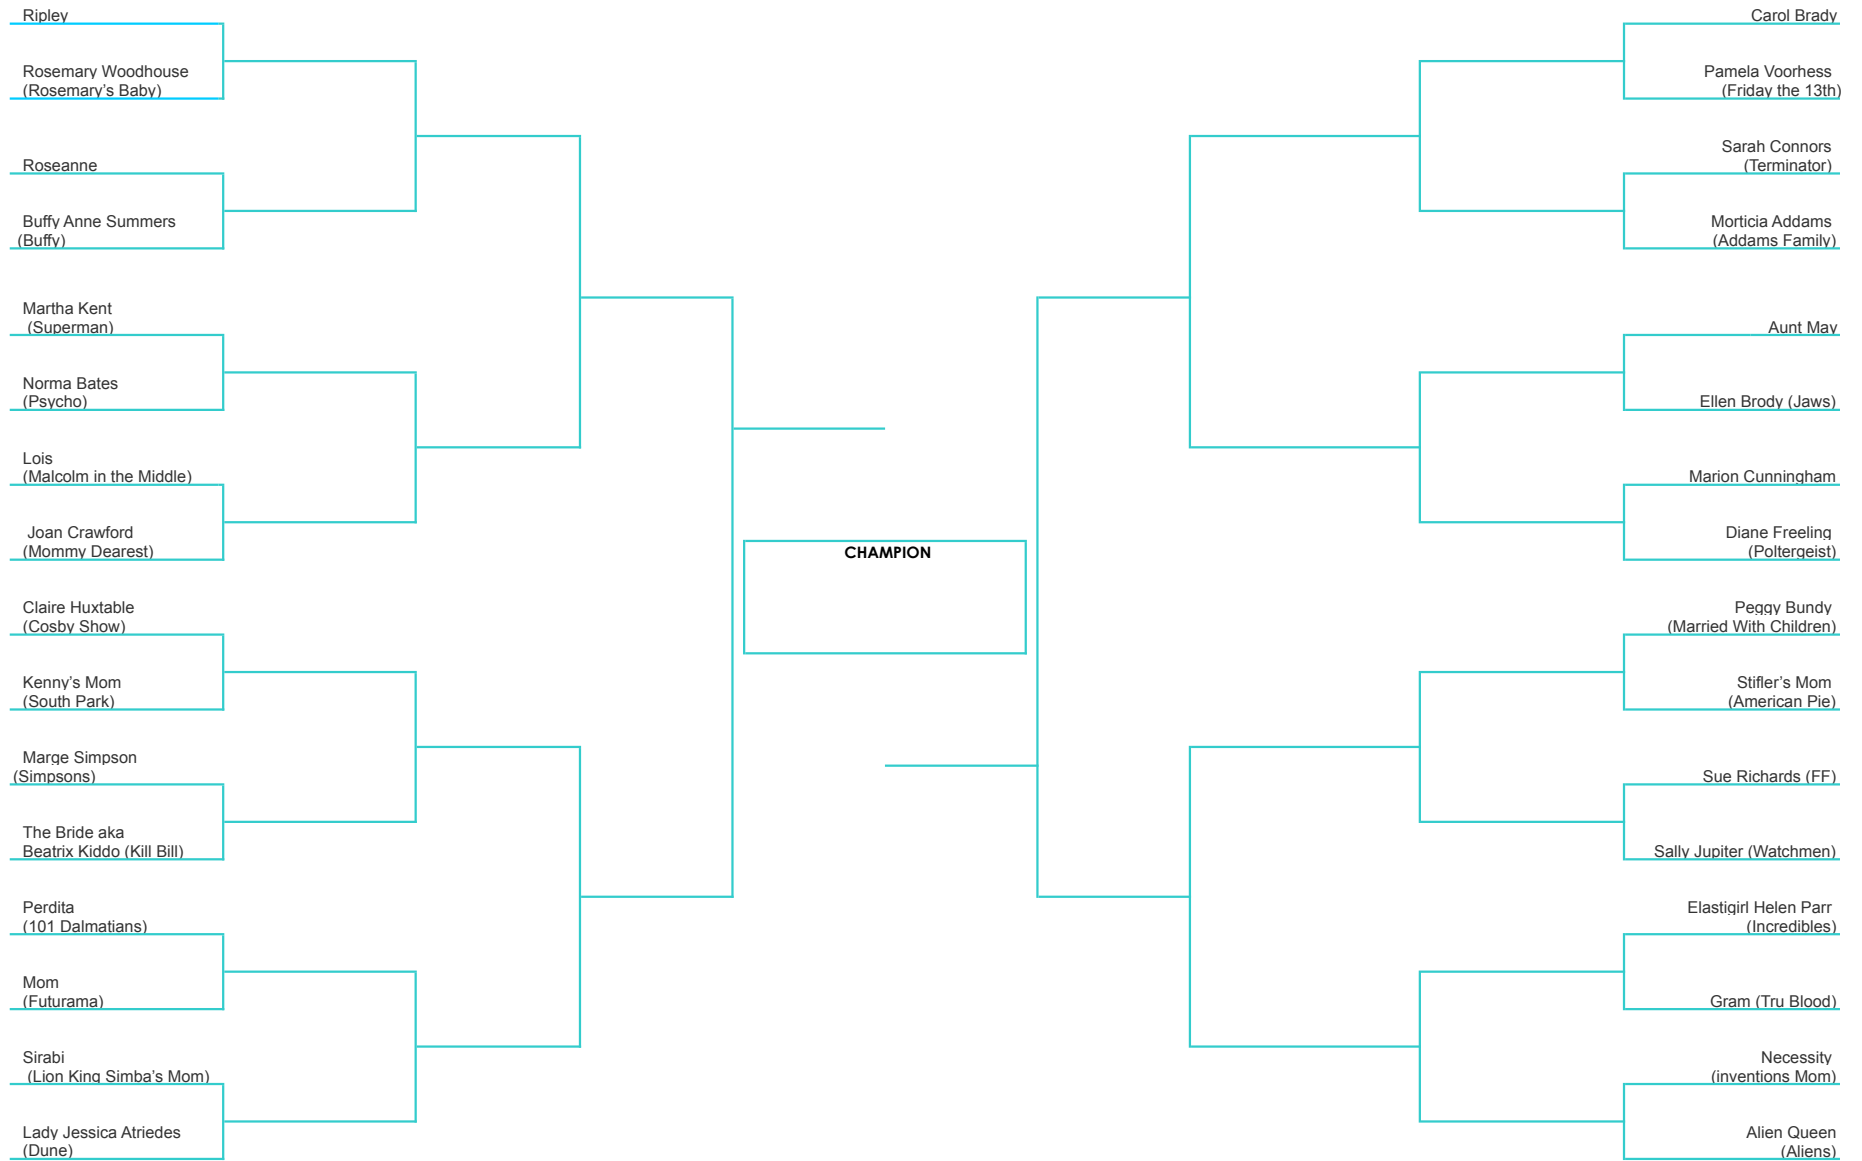 Ripley
Rosemary Woodhouse
(Rosemary’s Baby)
Roseanne
Buffy Anne Summers
(Buffy)
Martha Kent
(Superman)
Norma Bates
(Psycho)
Lois
(Malcolm in the Middle)
Joan Crawford
(Mommy Dearest)
Claire Huxtable
(Cosby Show)
Kenny’s Mom
(South Park)
Marge Simpson
(Simpsons)
The Bride aka
Beatrix Kiddo (Kill Bill)
Perdita
(101 Dalmatians)
Mom
(Futurama)
Sirabi
(Lion King Simba’s Mom)
Lady Jessica Atriedes
(Dune)
CHAMPION
Carol Brady
Pamela Voorhess
(Friday the 13th)
Sarah Connors
(Terminator)
Morticia Addams
(Addams Family)
Aunt May
Ellen Brody (Jaws)
Marion Cunningham
Diane Freeling
(Poltergeist)
Peggy Bundy
(Married With Children)
Stifler’s Mom
(American Pie)
Sue Richards (FF)
Sally Jupiter (Watchmen)
Elastigirl Helen Parr
(Incredibles)
Gram (Tru Blood)
Necessity
(inventions Mom)
Alien Queen
(Aliens)